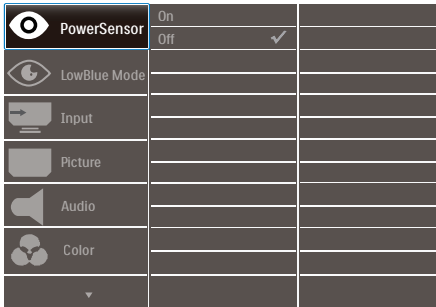 PowerSensor
On
Off
LowBlue Mode
Input
Picture
Audio
Color